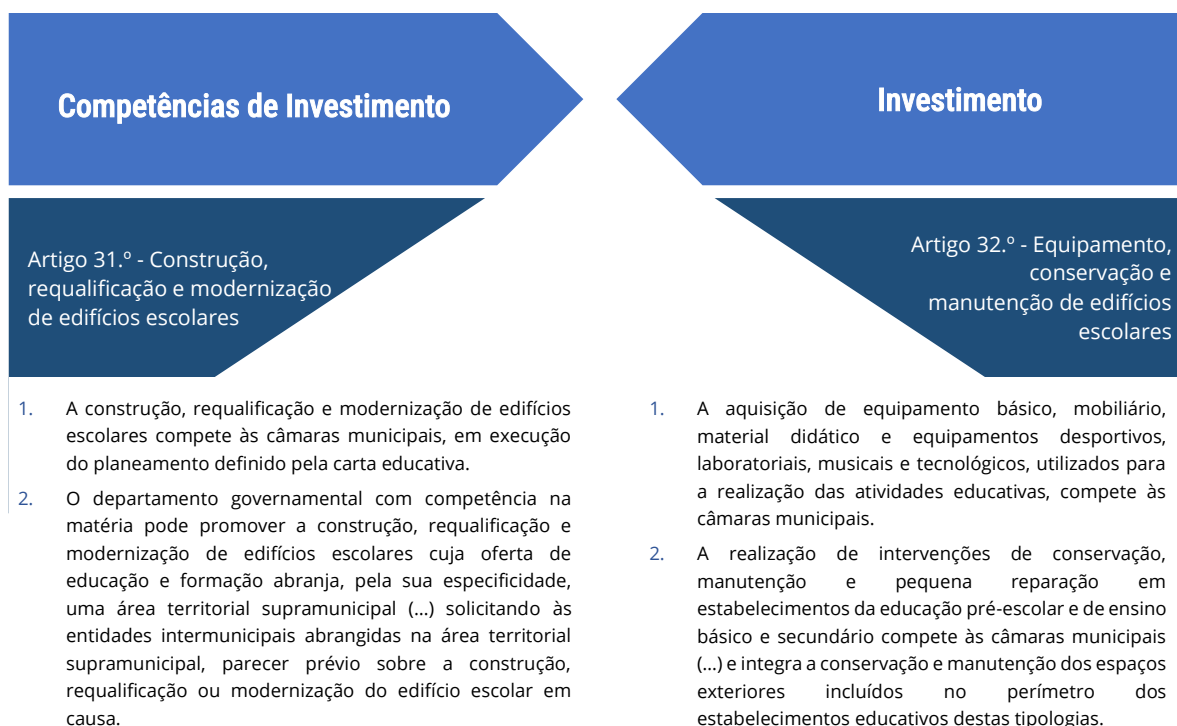 Competências de Investimento
Artigo 31.º - Construção,
requalificação e modernização
de edifícios escolares
1. A construção, requalificação e modernização de edifícios
escolares compete às câmaras municipais, em execução
do planeamento definido pela carta educativa.
2. O departamento governamental com competência na
matéria pode promover a construção, requalificação e
modernização de edifícios escolares cuja oferta de
educação e formação abranja, pela sua especificidade,
uma área territorial supramunicipal (...) solicitando às
entidades intermunicipais abrangidas na área territorial
supramunicipal, parecer prévio sobre a construção,
requalificação ou modernização do edifício escolar em
causa.
Investimento
Artigo 32.º - Equipamento,
conservação e
manutenção de edifícios
escolares
1. A aquisição de equipamento básico, mobiliário,
material didático e equipamentos desportivos,
laboratoriais, musicais e tecnológicos, utilizados para
a realização das atividades educativas, compete às
câmaras municipais.
2. A realização de intervenções de conservação,
manutenção e pequena reparação em
estabelecimentos da educação pré-escolar e de ensino
básico e secundário compete às câmaras municipais
(...) e integra a conservação e manutenção dos espaços
exteriores incluídos no perímetro dos
estabelecimentos educativos destas tipologias.